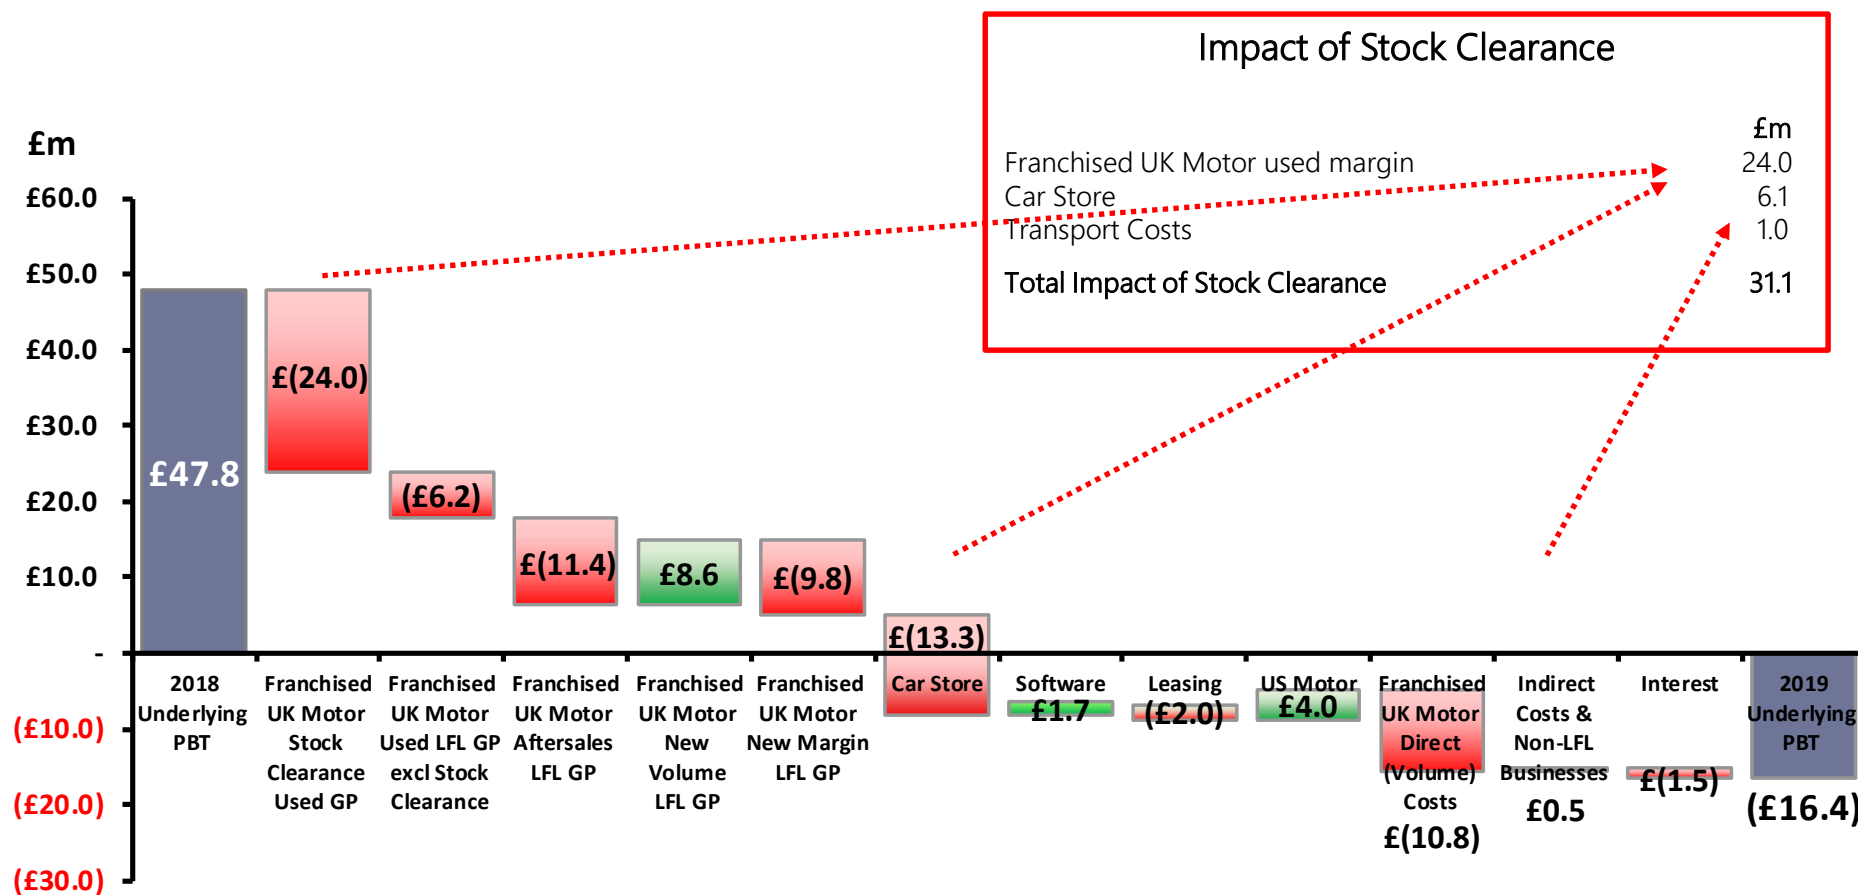 Impact of Stock Clearance
£m
Franchised UK Motor used margin 24.0
Car Store 6.1
Transport Costs 1.0
Total Impact of Stock Clearance 31.1
£m
£60.0
£50.0
£40.0
£30.0
£20.0
£10.0
-
(£10.0)
(£20.0)
(£30.0)
£47.8
£(24.0)
(£6.2)
£(11.4)
£8.6
£(9.8)
£(13.3)
£1.7
(£2.0)
£4.0
£(10.8)
£0.5
£(1.5)
(£16.4)
2018
Underlying
PBT
Franchised
UK Motor
Stock
Clearance
Used GP
Franchised
UK Motor
Used LFL GP
excl Stock
Clearance
Franchised
UK Motor
Aftersales
LFL GP
Franchised
UK Motor
New
Volume
LFL GP
Franchised
UK Motor
New Margin
LFL GP
Car Store
Software
Leasing
US Motor
Franchised
UK Motor
Direct
(Volume)
Costs
Indirect
Costs &
Non-LFL
Businesses
Interest
2019
Underlying
PBT